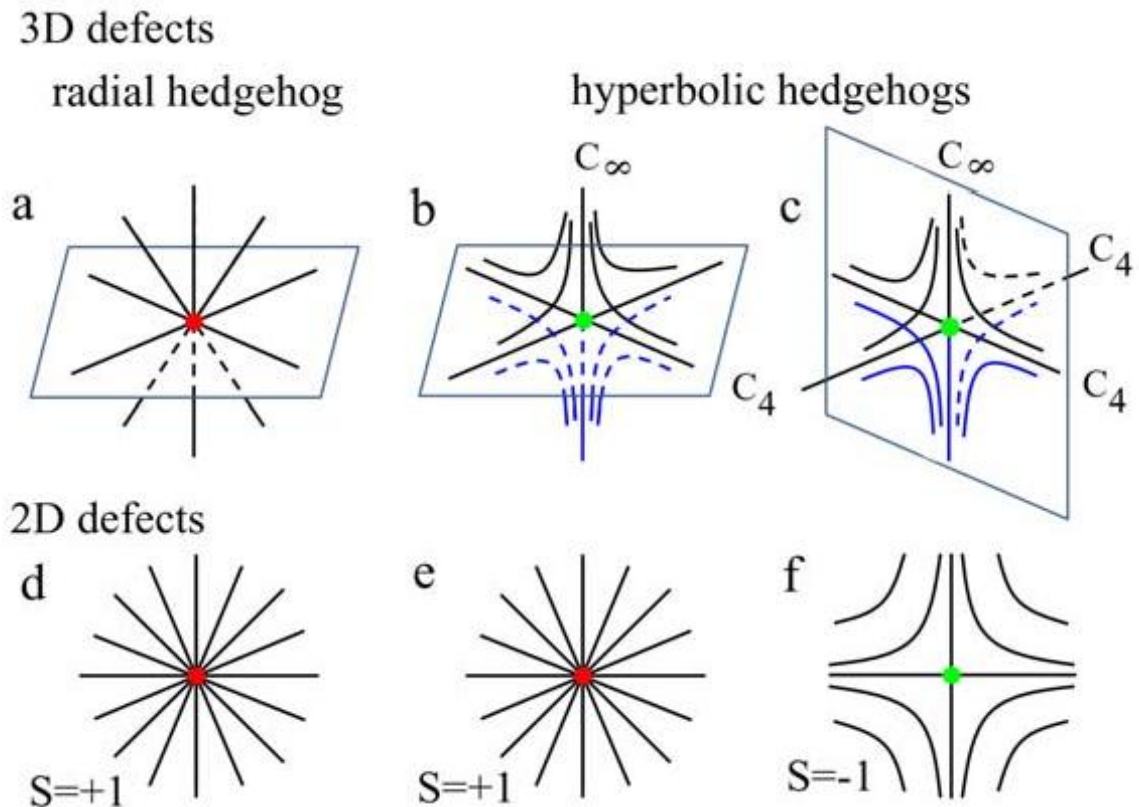 3D defects
radial hedgehog
hyperbolic hedgehogs
a
b
C∞
C4
c
C∞
C4
C4
2D defects
d
S=+1
e
S=+1
f
S=-1